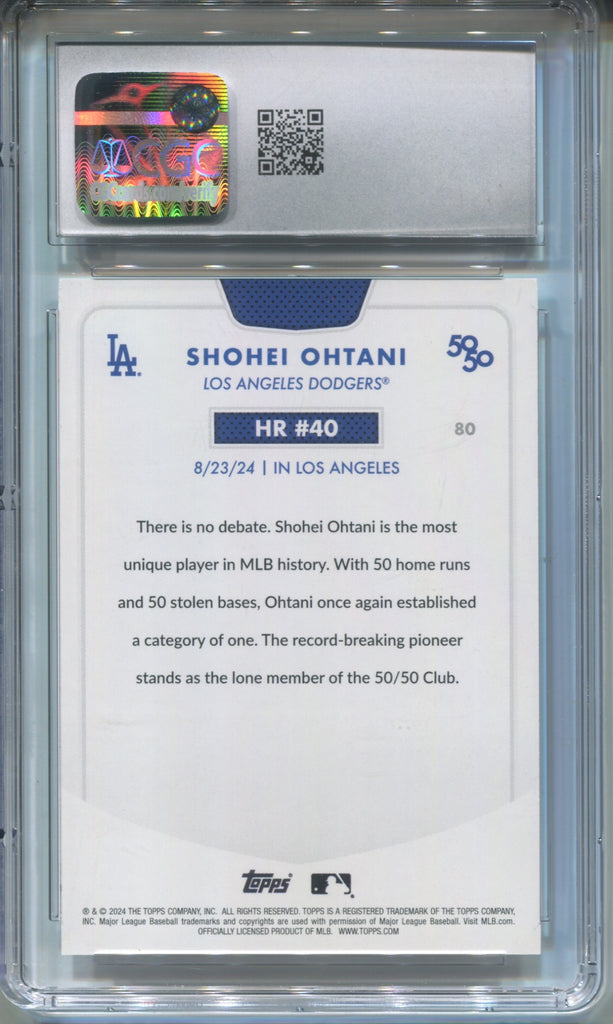 CGC
LA
SHOHEI OHTANI
50
50
LOS ANGELES DODGERS®
HR #40
80
8/23/24 | IN LOS ANGELES
There is no debate. Shohei Ohtani is the most
unique player in MLB history. With 50 home runs
and 50 stolen bases, Ohtani once again established
a category of one. The record-breaking pioneer
stands as the lone member of the 50/50 Club.
topps
® & © 2024 THE TOPPS COMPANY, INC. ALL RIGHTS RESERVED. TOPPS IS A REGISTERED TRADEMARK OF THE TOPPS COMPANY,
INC. Major League Baseball trademarks and copyrights are used with permission of Major League Baseball. Visit MLB.com.
OFFICIALLY LICENSED PRODUCT OF MLB. WWW.TOPPS.COM